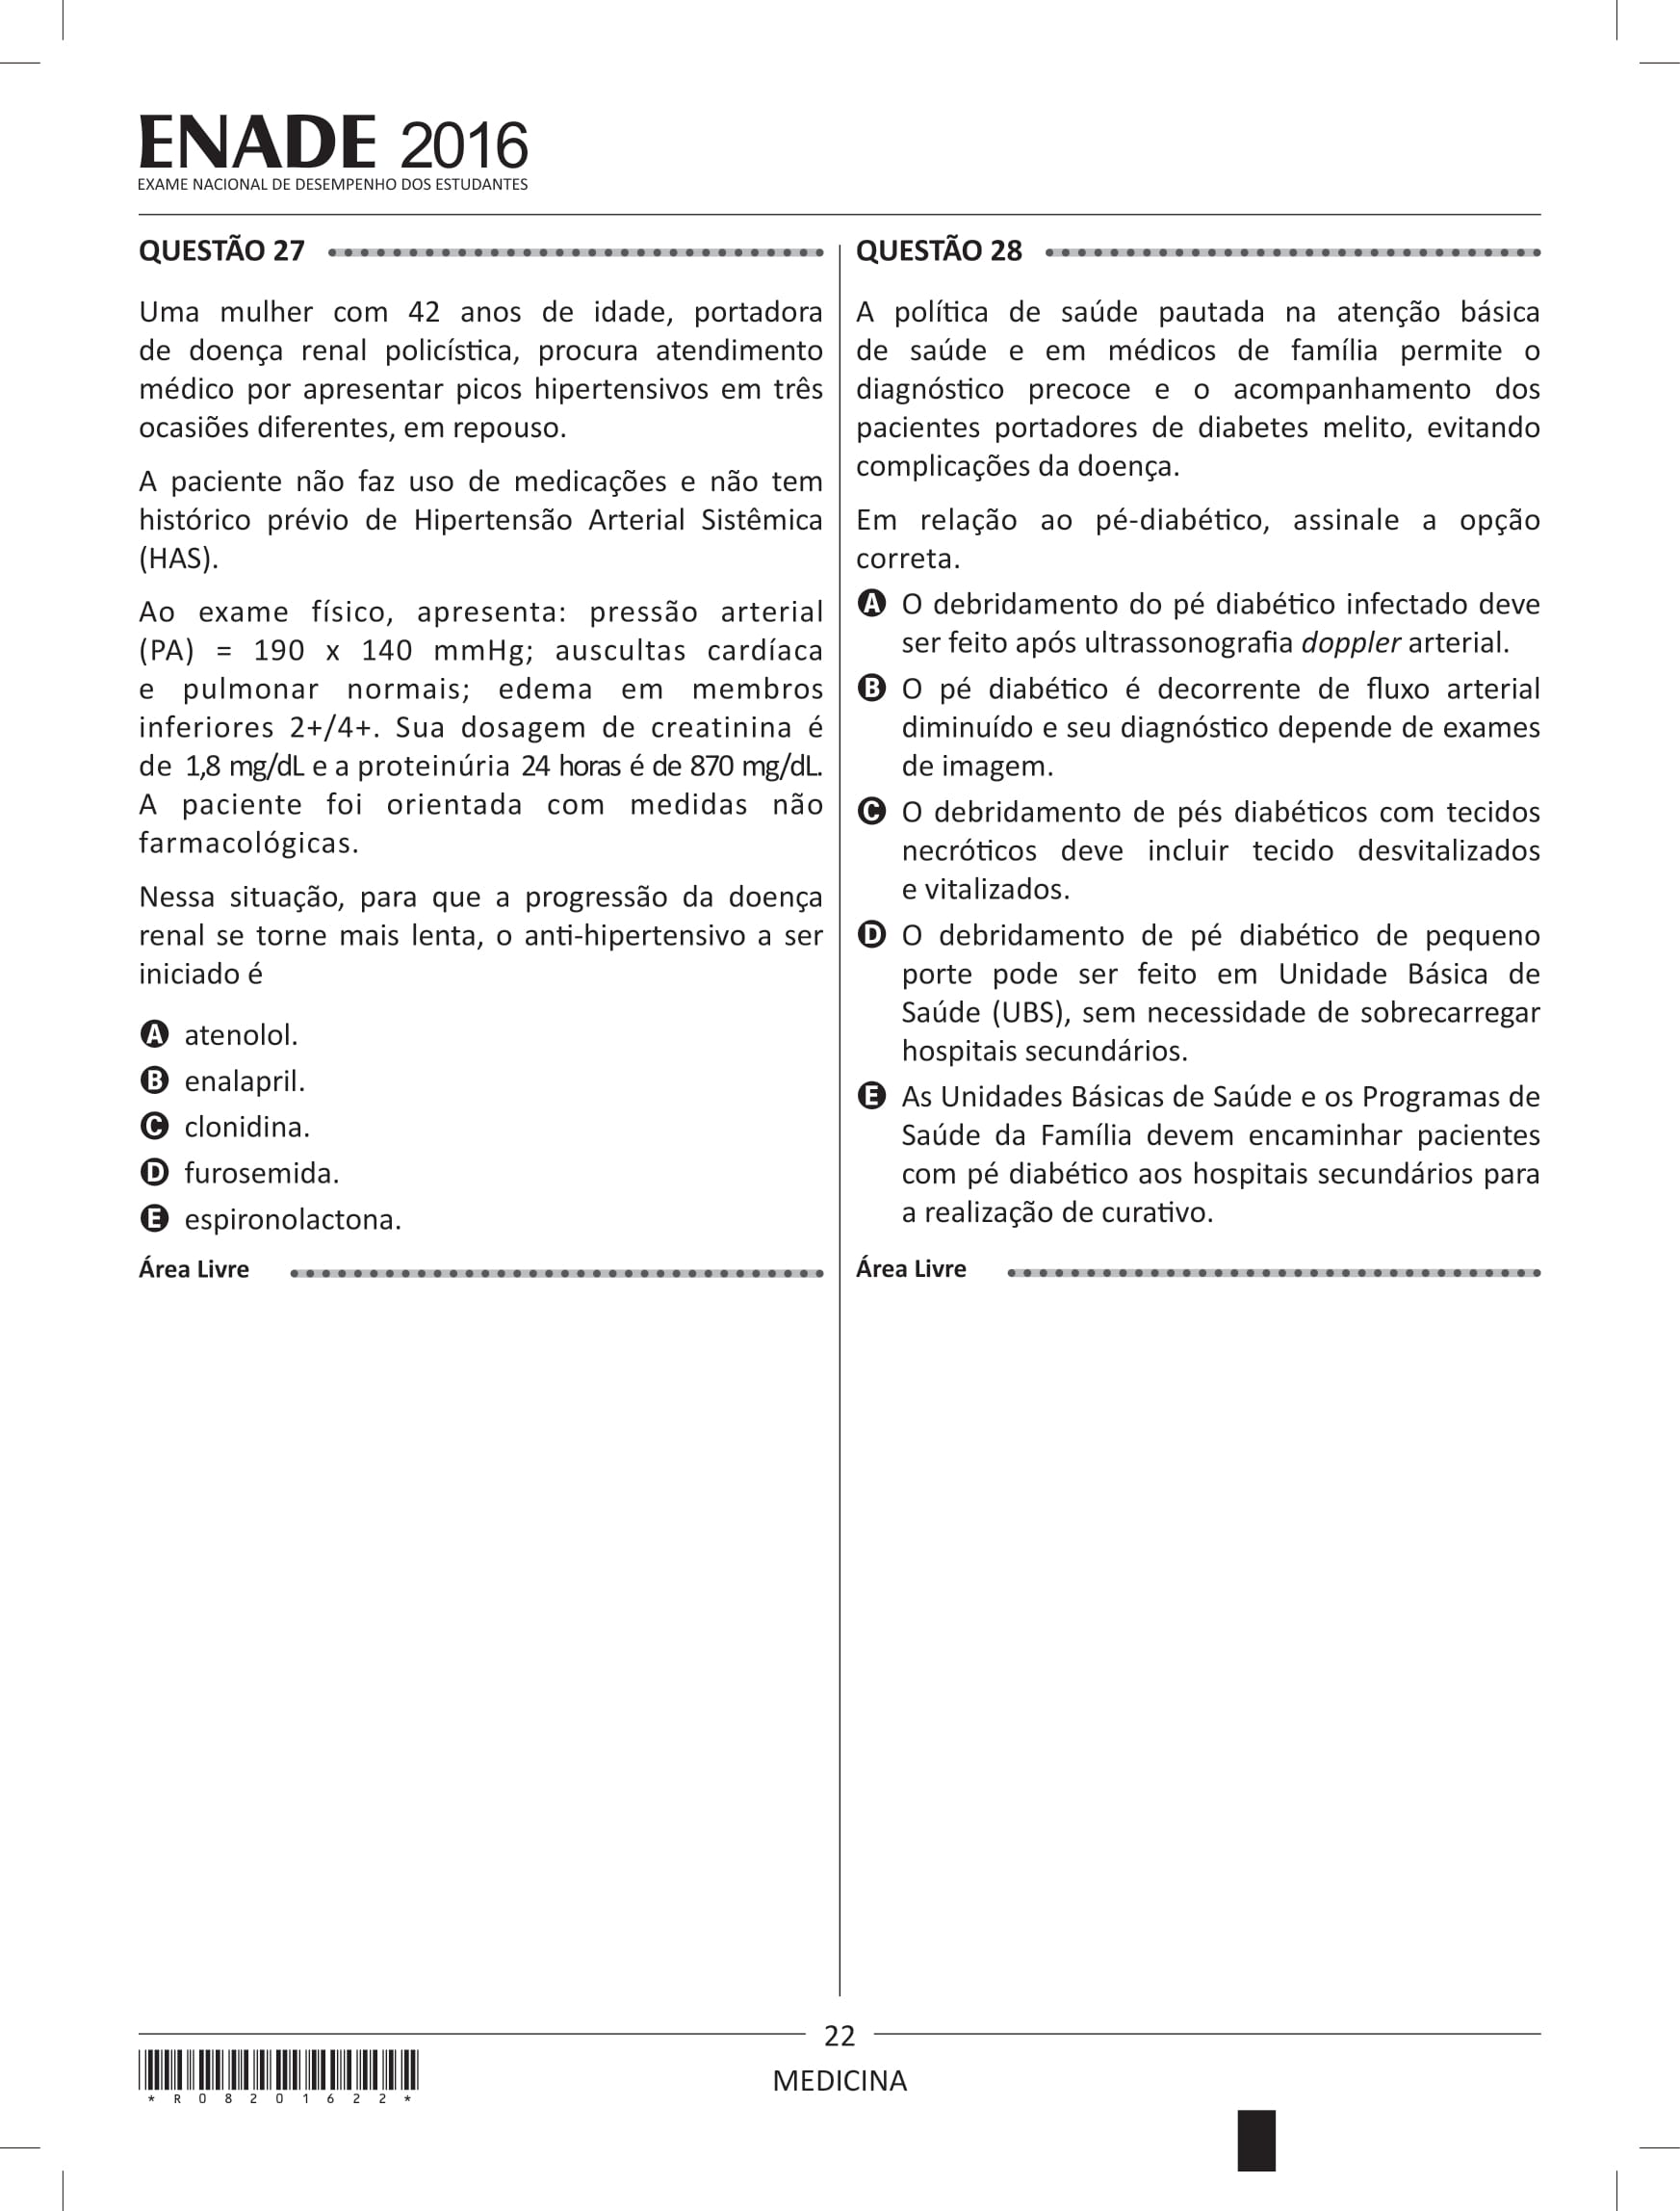 ENADE 2016
EXAME NACIONAL DE DESEMPENHO DOS ESTUDANTES
QUESTÃO 27
Uma mulher com 42 anos de idade, portadora
de doença renal policística, procura atendimento
médico por apresentar picos hipertensivos em três
ocasiões diferentes, em repouso.
A paciente não faz uso de medicações e não tem
histórico prévio de Hipertensão Arterial Sistêmica
(HAS).
Ao exame físico, apresenta: pressão arterial
(PA) = 190 x 140 mmHg; auscultas cardíaca
e pulmonar normais; edema em membros
inferiores 2+/4+. Sua dosagem de creatinina é
de 1,8 mg/dL e a proteinúria 24 horas é de 870 mg/dL.
A paciente foi orientada com medidas não
farmacológicas.
Nessa situação, para que a progressão da doença
renal se torne mais lenta, o anti-hipertensivo a ser
iniciado é
A atenolol.
B enalapril.
C clonidina.
D furosemida.
E espironolactona.
Área Livre
QUESTÃO 28
A política de saúde pautada na atenção básica
de saúde e em médicos de família permite o
diagnóstico precoce e o acompanhamento dos
pacientes portadores de diabetes melito, evitando
complicações da doença.
Em relação ao pé-diabético, assinale a opção
correta.
A O debridamento do pé diabético infectado deve
ser feito após ultrassonografia doppler arterial.
B O pé diabético é decorrente de fluxo arterial
diminuído e seu diagnóstico depende de exames
de imagem.
C O debridamento de pés diabéticos com tecidos
necróticos deve incluir tecido desvitalizados
e vitalizados.
D O debridamento de pé diabético de pequeno
porte pode ser feito em Unidade Básica de
Saúde (UBS), sem necessidade de sobrecarregar
hospitais secundários.
E As Unidades Básicas de Saúde e os Programas de
Saúde da Família devem encaminhar pacientes
com pé diabético aos hospitais secundários para
a realização de curativo.
Área Livre
22
MEDICINA
* R 0 8 2 0 1 6 2 2 *